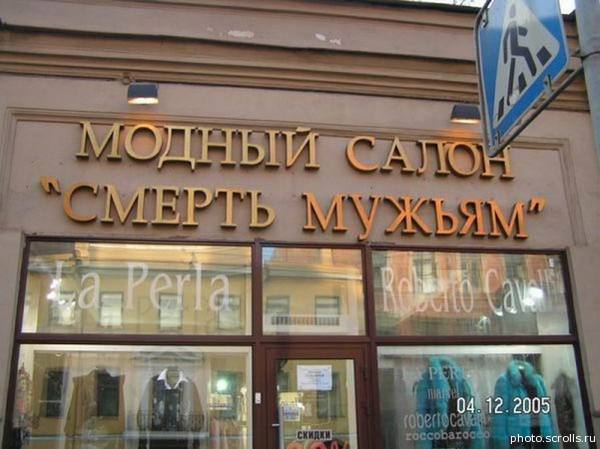 МОДНЫЙ САЛОН
"СМЕРТЬ МУЖЬЯМ"
La Perla
Roberto Cavalli
СКИДКИ
roberto cavalli
roccobarocco
04.12.2005
photo.scrolls.ru